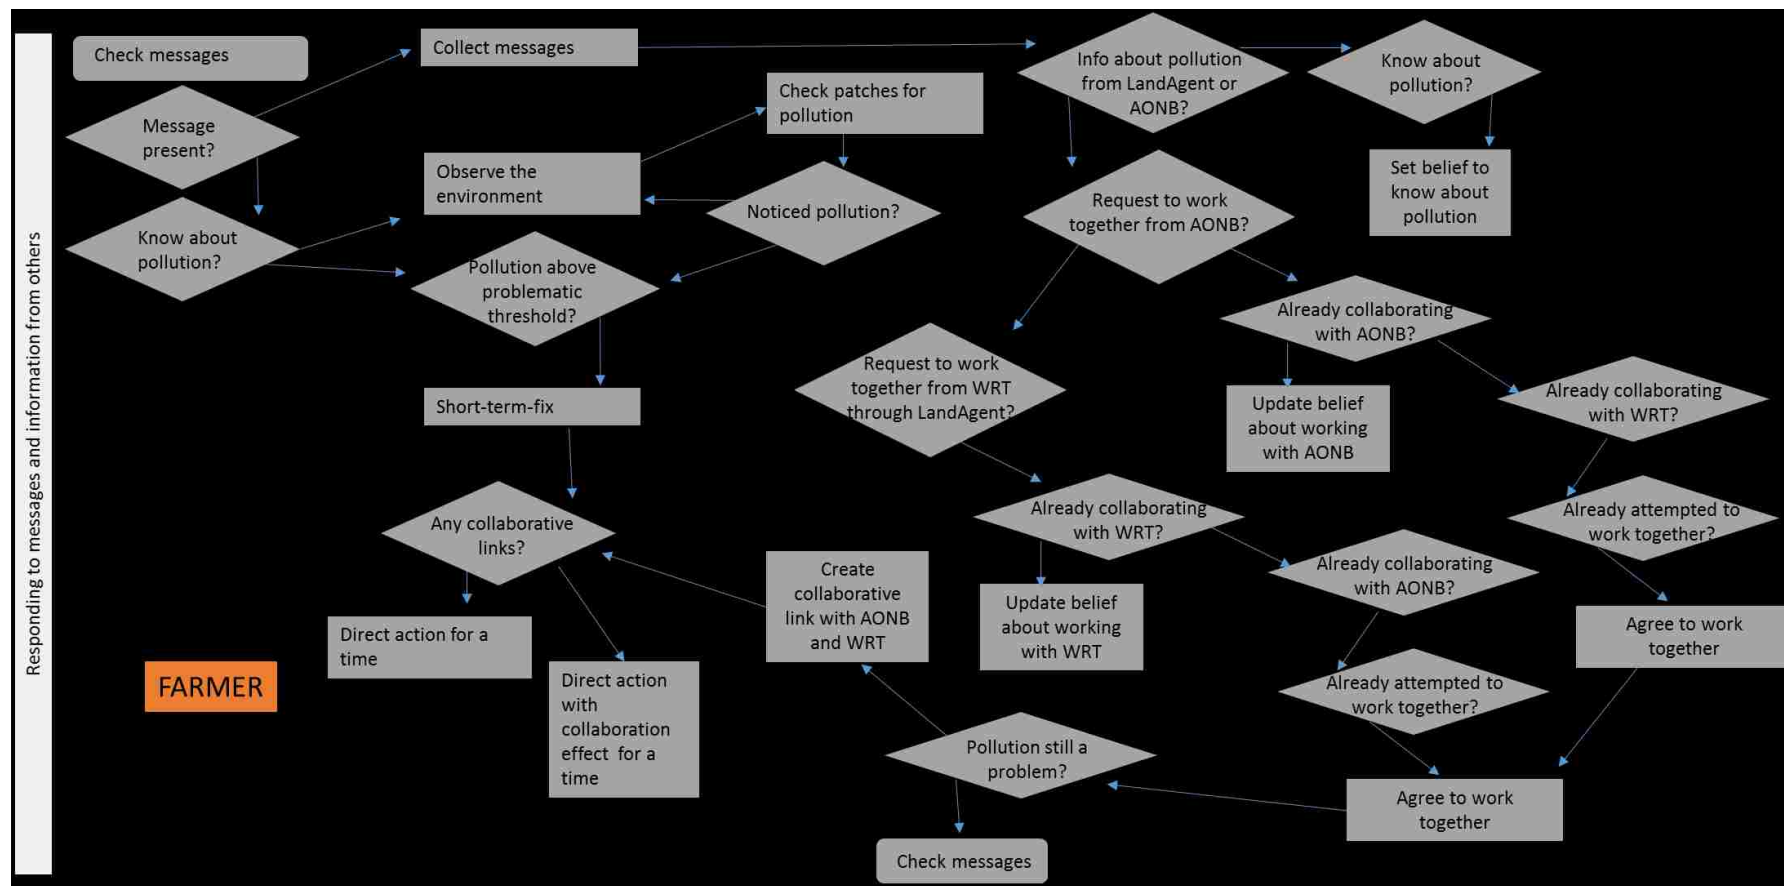 Responding to messages and information from others
Check messages
Message
present?
Know about
pollution?
Collect messages
Observe the
environment
Check patches for
pollution
Noticed pollution?
Pollution above
problematic
threshold?
Short-term-fix
Any collaborative
links?
Direct action for a
time
Direct action
with
collaboration
effect for a
time
FARMER
Info about pollution
from LandAgent or
AONB?
Know about
pollution?
Set belief to
know about
pollution
Request to work
together from AONB?
Already collaborating
with AONB?
Update belief
about working
with AONB
Already collaborating
with WRT?
Already attempted to
work together?
Agree to work
together
Request to work
together from WRT
through LandAgent?
Already collaborating
with WRT?
Update belief
about working
with WRT
Already collaborating
with AONB?
Already attempted to
work together?
Agree to work
together
Create
collaborative
link with AONB
and WRT
Pollution still a
problem?
Check messages